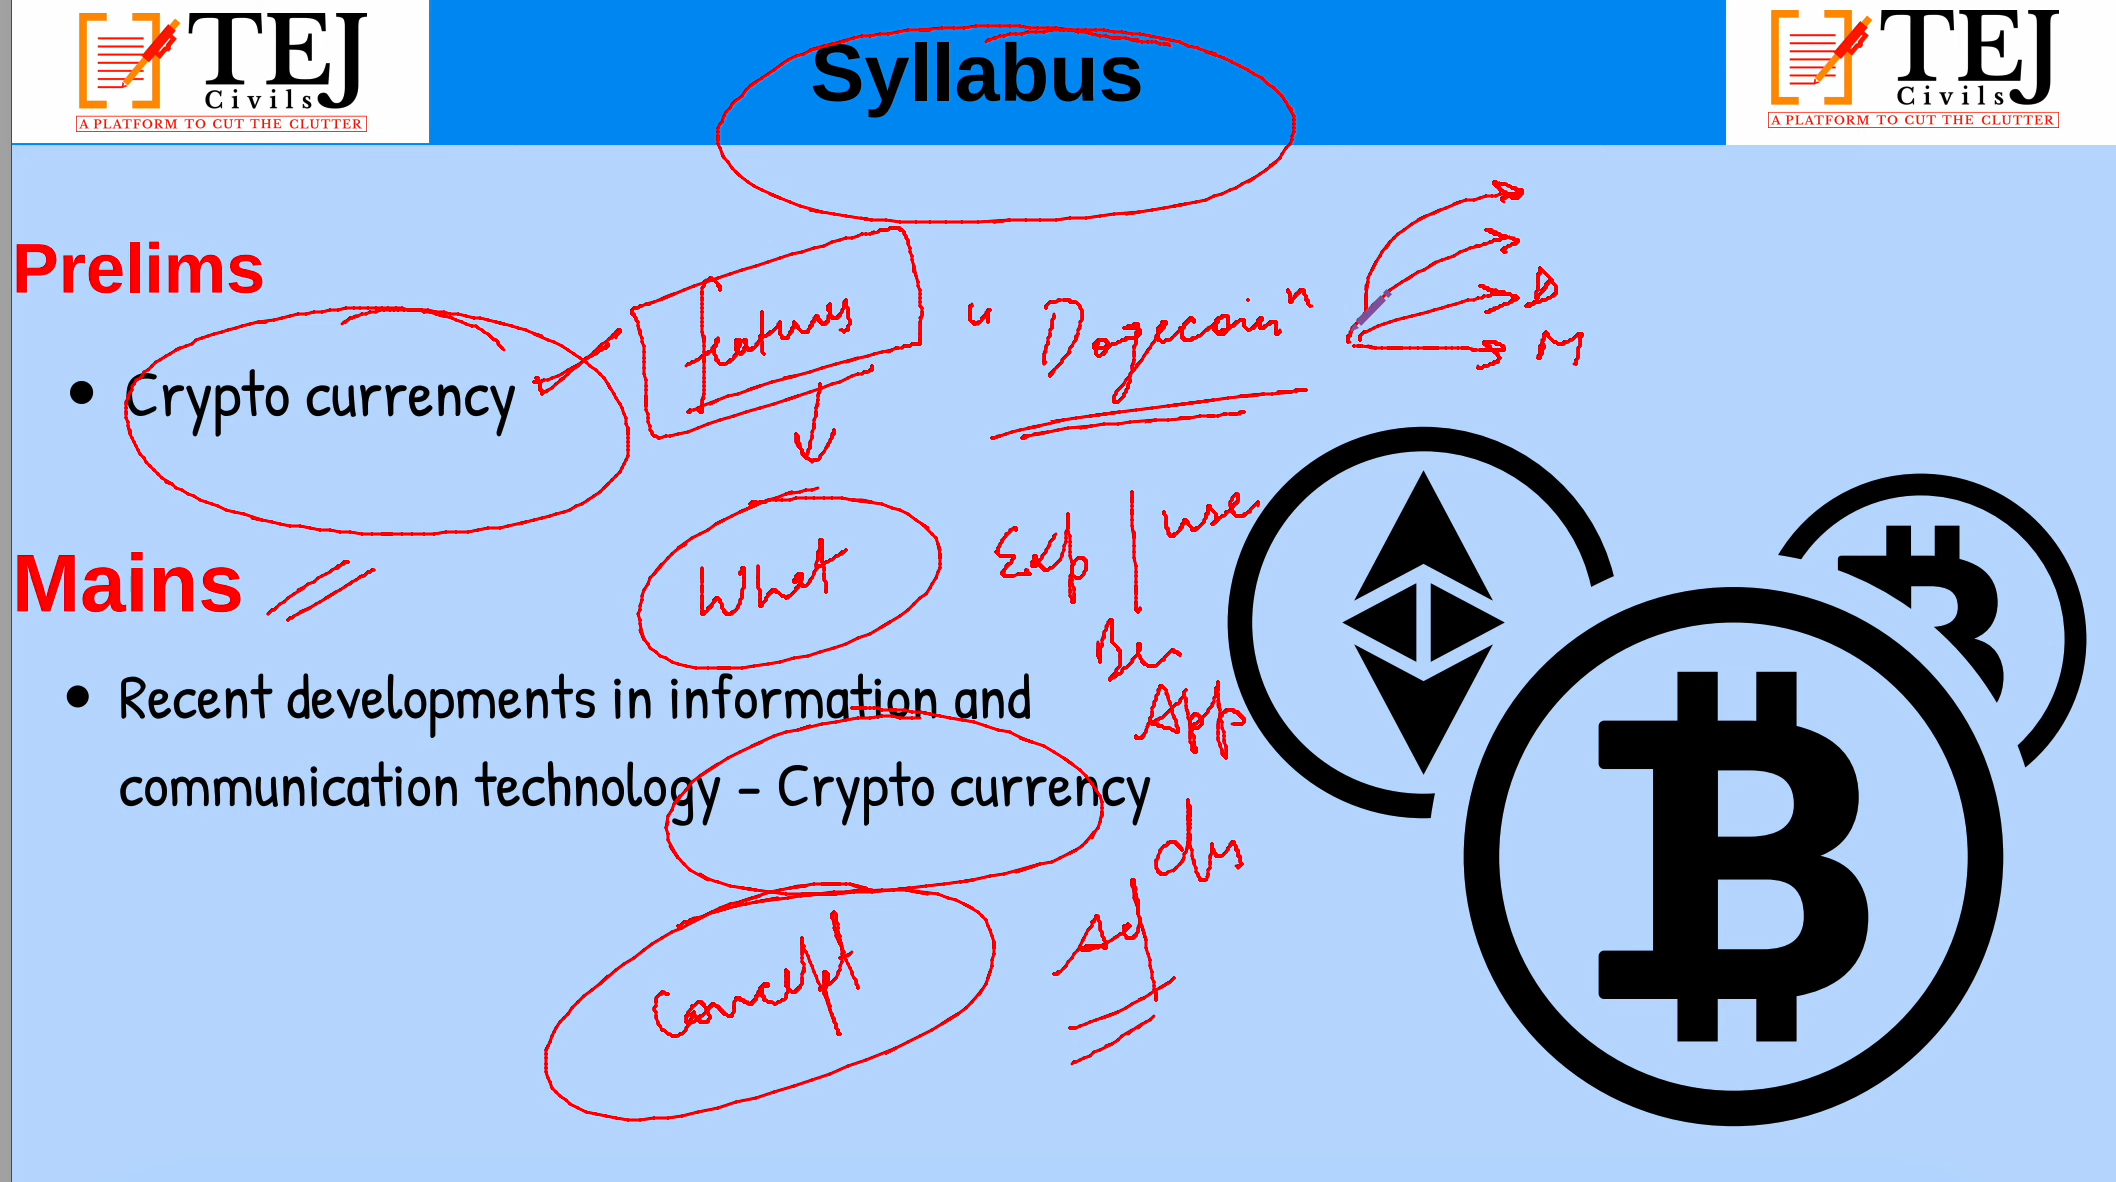 TEJ
Civils
A PLATFORM TO CUT THE CLUTTER
Syllabus
TEJ
Civils
A PLATFORM TO CUT THE CLUTTER
Prelims
• Crypto currency
features
" Dogecoin "
D
M
What
Exp | use
Ben
App
Mains
• Recent developments in information and
communication technology - Crypto currency
dis
Ad
Concept